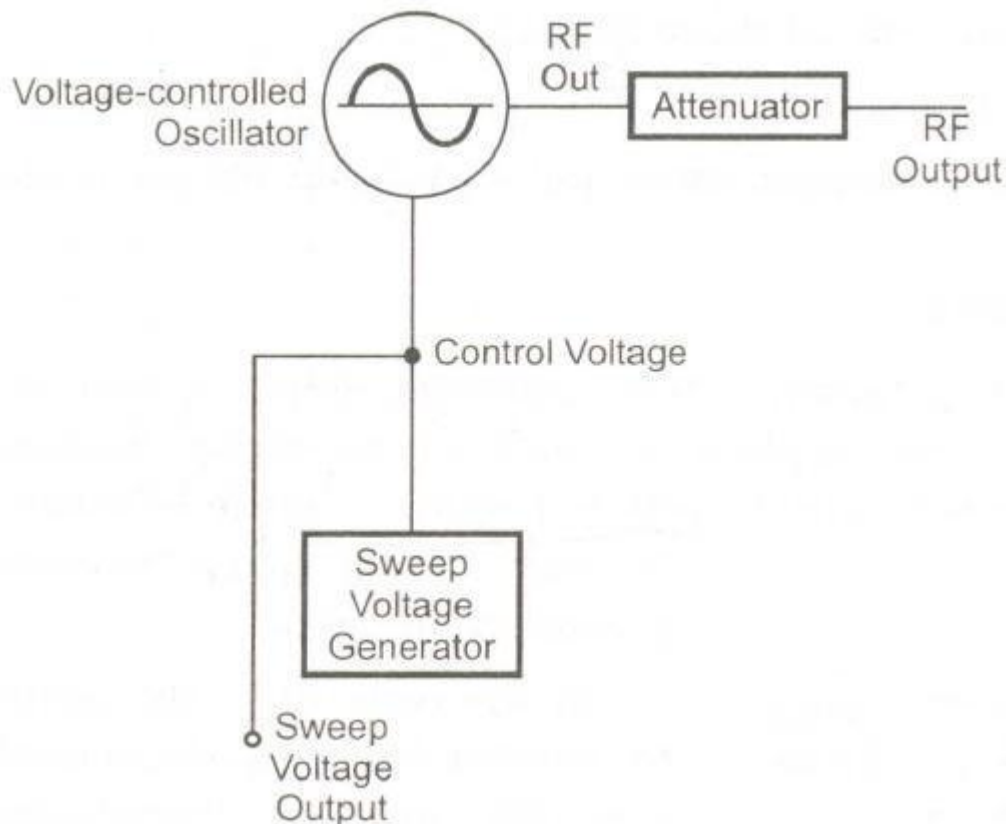 Voltage-controlled
Oscillator
RF
Out
Attenuator
RF
Output
Control Voltage
Sweep
Voltage
Generator
Sweep
Voltage
Output